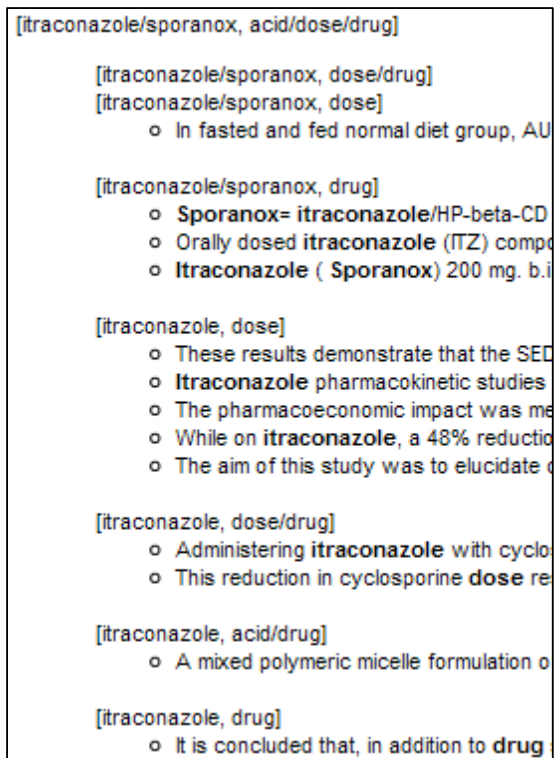 [itraconazole/sporanox, acid/dose/drug]
[itraconazole/sporanox, dose/drug]
[itraconazole/sporanox, dose]
In fasted and fed normal diet group, AU
[itraconazole/sporanox, drug]
Sporanox= itraconazole/HP-beta-CD
Orally dosed itraconazole (ITZ) compo
Itraconazole ( Sporanox) 200 mg. b.i
[itraconazole, dose]
These results demonstrate that the SED
Itraconazole pharmacokinetic studies
The pharmacoeconomic impact was me
While on itraconazole, a 48% reductio
The aim of this study was to elucidate
[itraconazole, dose/drug]
Administering itraconazole with cyclo
This reduction in cyclosporine dose re
[itraconazole, acid/drug]
A mixed polymeric micelle formulation o
[itraconazole, drug]
It is concluded that, in addition to drug